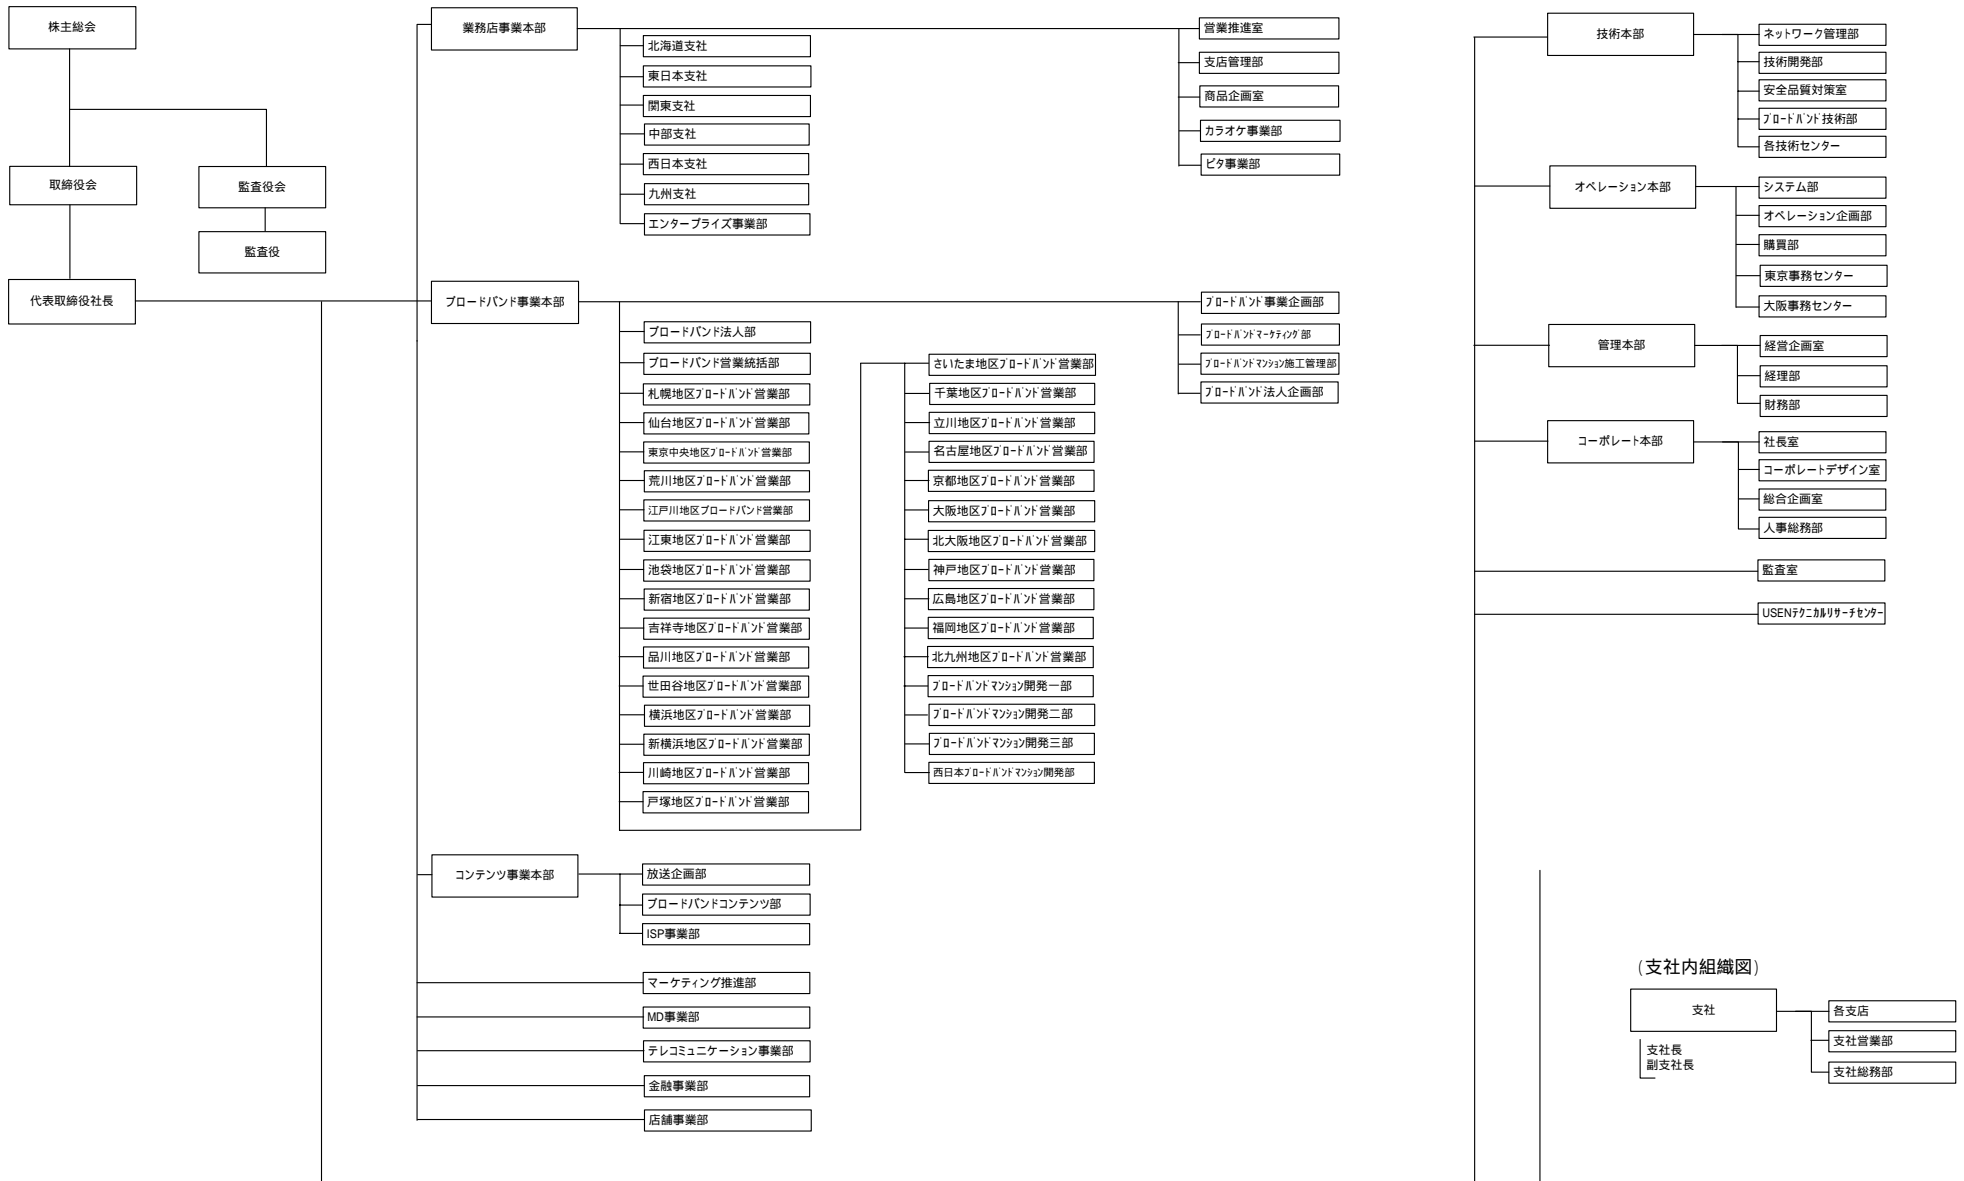 株主総会
取締役会
監査役会
監査役
代表取締役社長
業務店事業本部
北海道支社
東日本支社
関東支社
中部支社
西日本支社
九州支社
エンタープライズ事業部
営業推進室
支店管理部
商品企画室
カラオケ事業部
ビタ事業部
ブロードバンド事業本部
ブロードバンド法人部
ブロードバンド営業統括部
札幌地区ブロードバンド営業部
仙台地区ブロードバンド営業部
東京中央地区ブロードバンド営業部
荒川地区ブロードバンド営業部
江戸川地区ブロードバンド営業部
江東地区ブロードバンド営業部
池袋地区ブロードバンド営業部
新宿地区ブロードバンド営業部
吉祥寺地区ブロードバンド営業部
品川地区ブロードバンド営業部
世田谷地区ブロードバンド営業部
横浜地区ブロードバンド営業部
新横浜地区ブロードバンド営業部
川崎地区ブロードバンド営業部
戸塚地区ブロードバンド営業部
さいたま地区ブロードバンド営業部
千葉地区ブロードバンド営業部
立川地区ブロードバンド営業部
名古屋地区ブロードバンド営業部
京都地区ブロードバンド営業部
大阪地区ブロードバンド営業部
北大阪地区ブロードバンド営業部
神戸地区ブロードバンド営業部
広島地区ブロードバンド営業部
福岡地区ブロードバンド営業部
北九州地区ブロードバンド営業部
ブロードバンドマンション開発一部
ブロードバンドマンション開発二部
ブロードバンドマンション開発三部
西日本ブロードバンドマンション開発部
ブロードバンド事業企画部
ブロードバンドマーケティング部
ブロードバンドマンション施工管理部
ブロードバンド法人企画部
コンテンツ事業本部
放送企画部
ブロードバンドコンテンツ部
ISP事業部
マーケティング推進部
MD事業部
テレコミュニケーション事業部
金融事業部
店舗事業部
技術本部
ネットワーク管理部
技術開発部
安全品質対策室
ブロードバンド技術部
各技術センター
オペレーション本部
システム部
オペレーション企画部
購買部
東京事務センター
大阪事務センター
管理本部
経営企画室
経理部
財務部
コーポレート本部
社長室
コーポレートデザイン室
総合企画室
人事総務部
監査室
USENテクニカルリサーチセンター
(支社内組織図)
支社
支社長
副支社長
各支店
支社営業部
支社総務部